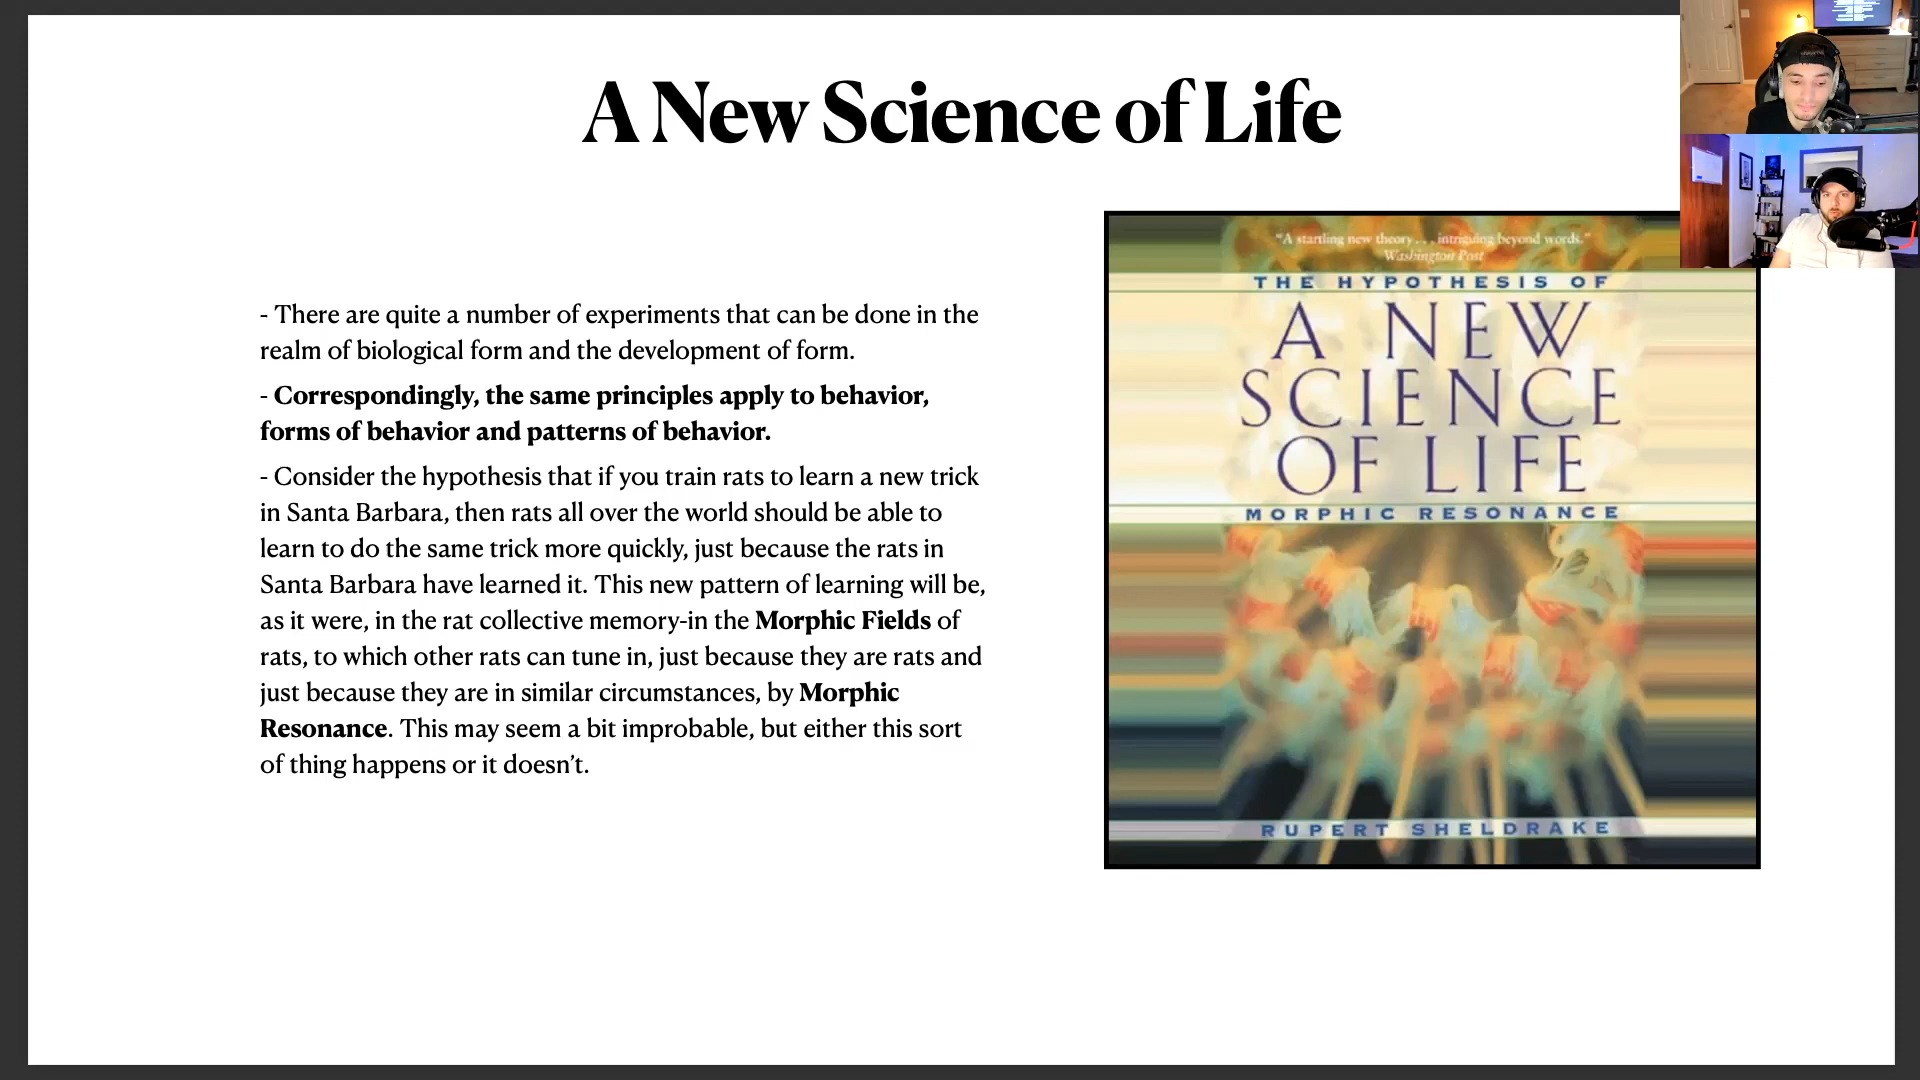 A New Science of Life
- There are quite a number of experiments that can be done in the
realm of biological form and the development of form.
- Correspondingly, the same principles apply to behavior,
forms of behavior and patterns of behavior.
- Consider the hypothesis that if you train rats to learn a new trick
in Santa Barbara, then rats all over the world should be able to
learn to do the same trick more quickly, just because the rats in
Santa Barbara have learned it. This new pattern of learning will be,
as it were, in the rat collective memory-in the Morphic Fields of
rats, to which other rats can tune in, just because they are rats and
just because they are in similar circumstances, by Morphic
Resonance. This may seem a bit improbable, but either this sort
of thing happens or it doesn’t.
“A startling new theory . . . intriguing beyond words.”
Washington Post
THE HYPOTHESIS OF
A NEW
SCIENCE
OF LIFE
MORPHIC RESONANCE
RUPERT SHELDRAKE